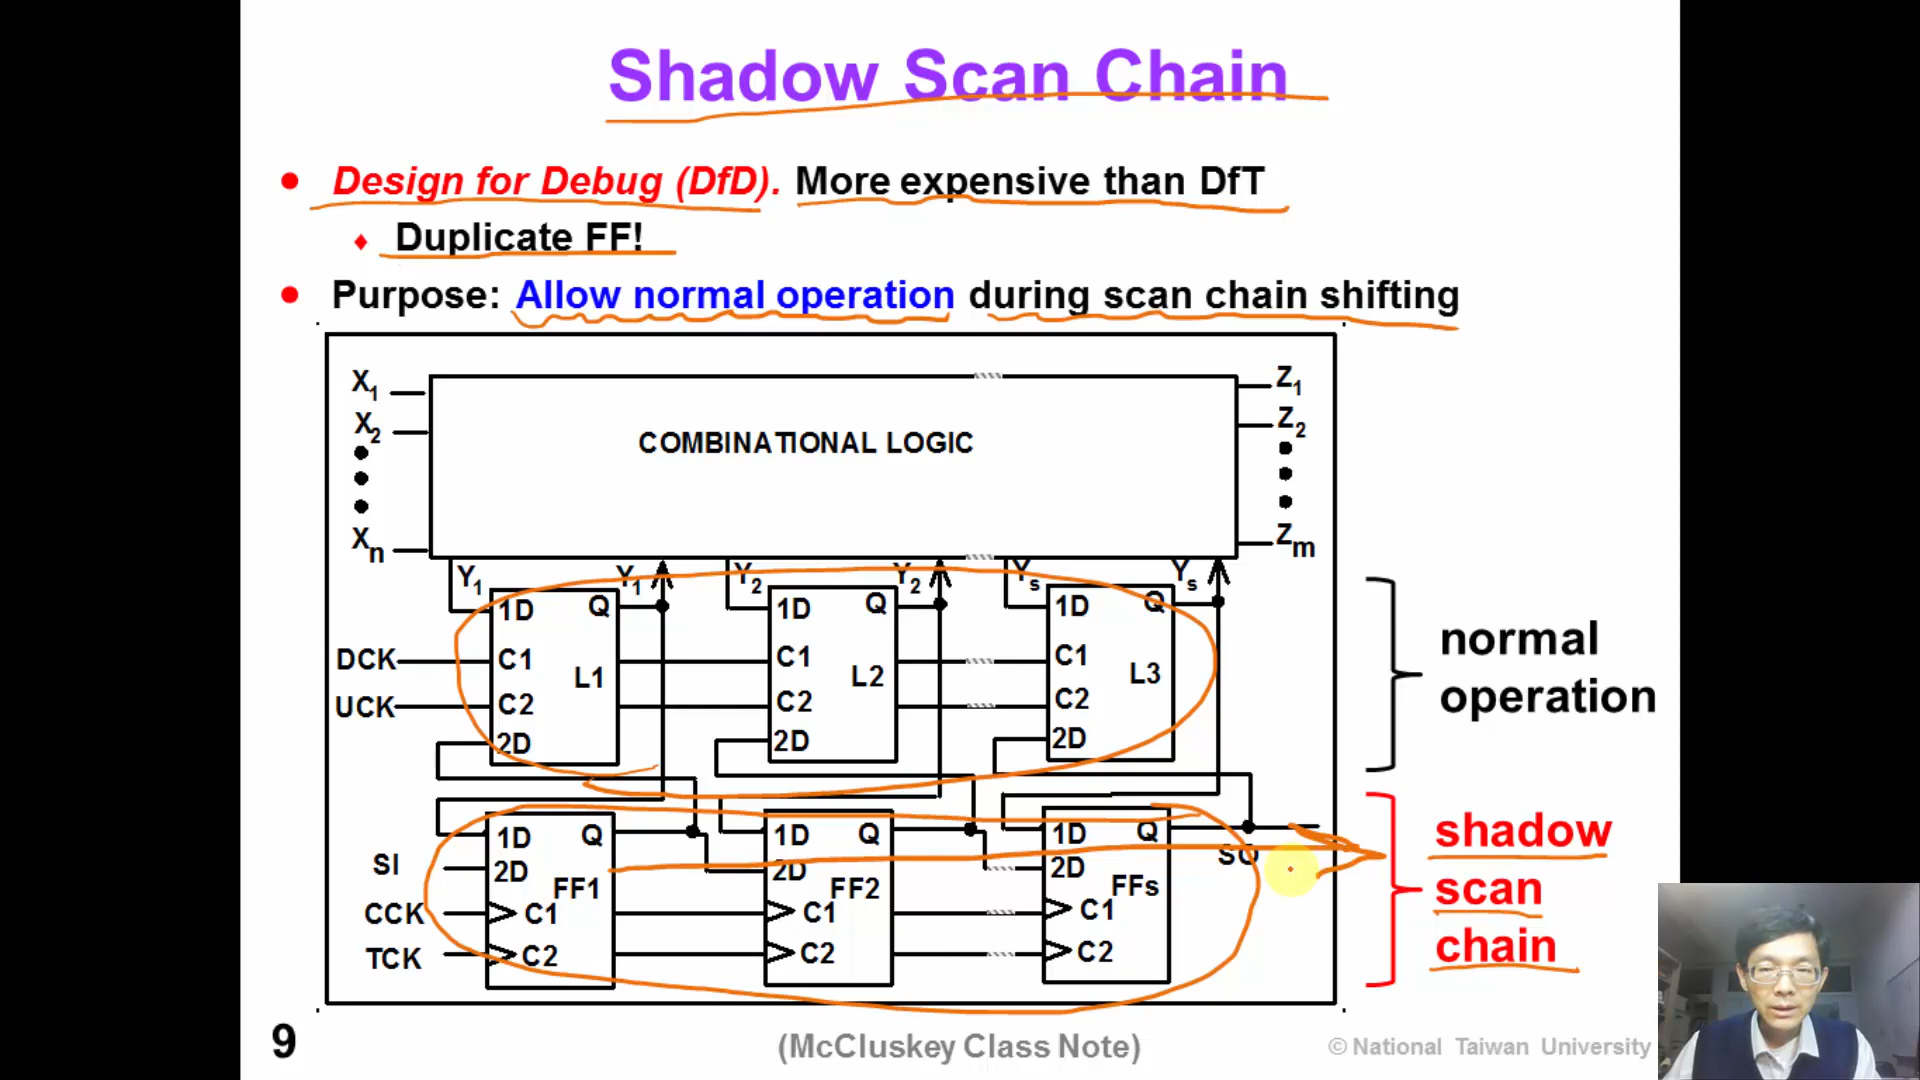 Shadow Scan Chain
• Design for Debug (DfD). More expensive than DfT
♦ Duplicate FF!
• Purpose: Allow normal operation during scan chain shifting
X1
X2
Xn
COMBINATIONAL LOGIC
Z1
Z2
Zm
Y1 Y1 Y2 Y2 Ys Ys
1D Q 1D Q 1D Q
DCK C1 L1 C1 L2 C1 L3
UCK C2 C2 C2
2D 2D 2D
normal
operation
1D Q 1D Q 1D Q
SI 2D FF1 2D FF2 2D FFs SO
CCK C1 C1 C1
TCK C2 C2 C2
shadow
scan
chain
9
(McCluskey Class Note)
© National Taiwan University